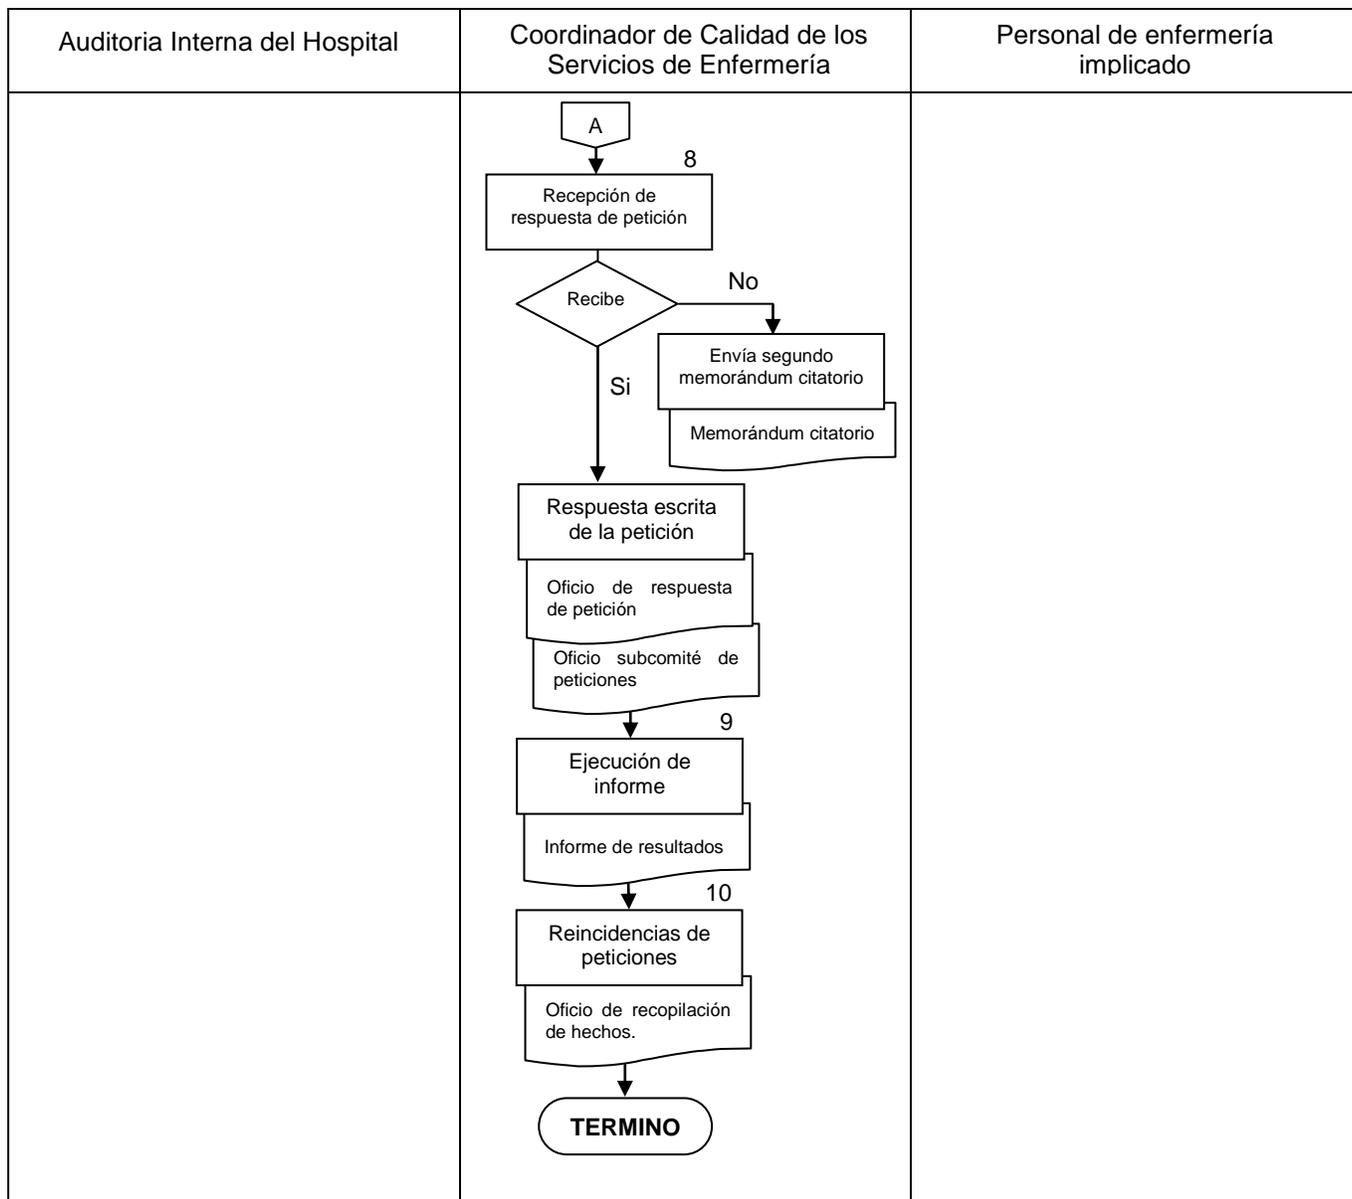 Auditoria Interna del Hospital
Coordinador de Calidad de los
Servicios de Enfermería
Personal de enfermería
implicado
A
8
Recepción de
respuesta de petición
Recibe
No
Envía segundo
memorándum citatorio
Memorándum citatorio
Si
Respuesta escrita
de la petición
Oficio de respuesta
de petición
Oficio subcomité de
peticiones
9
Ejecución de
informe
Informe de resultados
10
Reincidencias de
peticiones
Oficio de recopilación
de hechos.
TERMINO